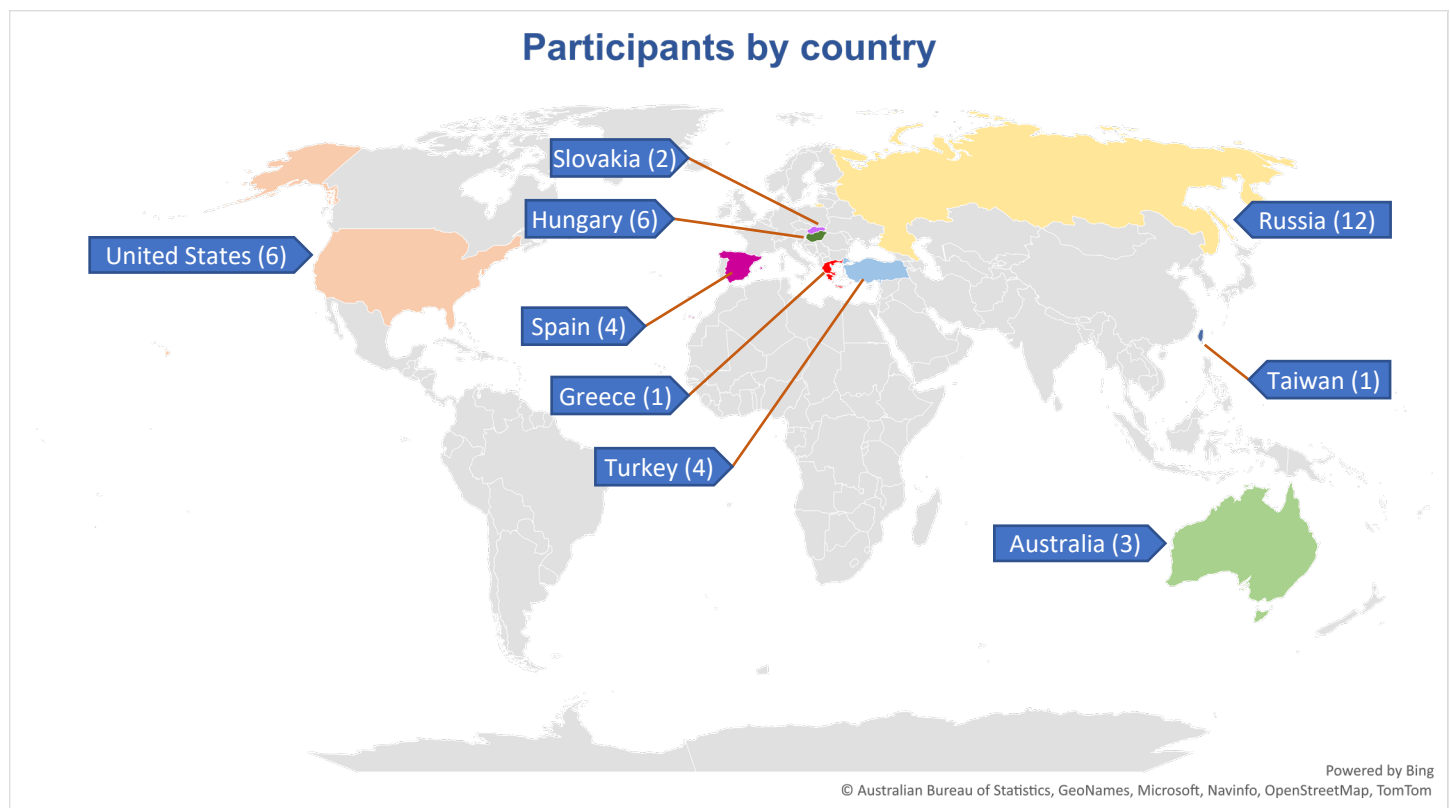 Participants by country
Slovakia (2)
Hungary (6)
Russia (12)
United States (6)
Spain (4)
Greece (1)
Taiwan (1)
Turkey (4)
Australia (3)
Powered by Bing
© Australian Bureau of Statistics, GeoNames, Microsoft, Navinfo, OpenStreetMap, TomTom